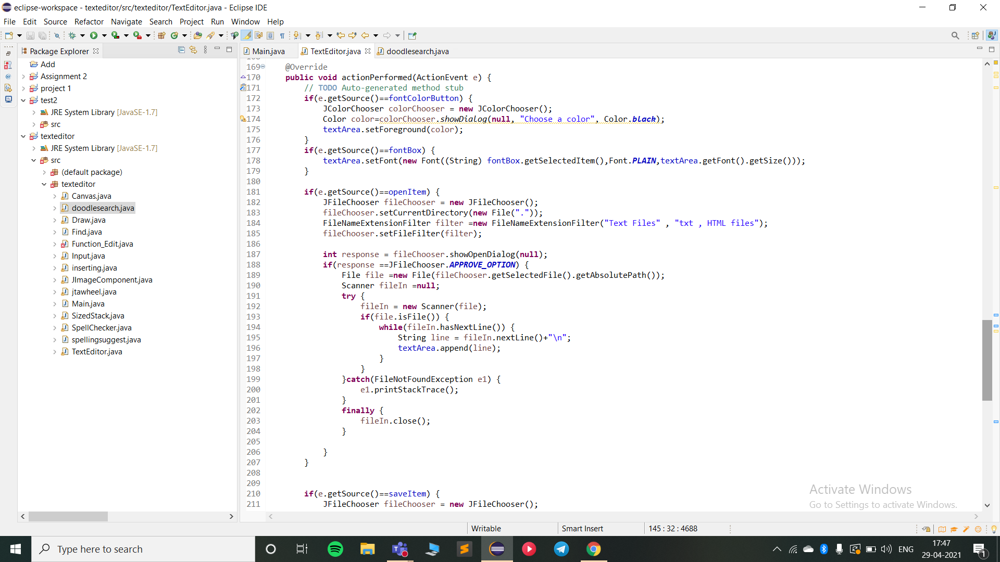 eclipse-workspace - texteditor/src/texteditor/TextEditor.java - Eclipse IDE
File Edit Source Refactor Navigate Search Project Run Window Help
Package Explorer
Main.java TextEditor.java doodlesearch.java
Add
Assignment 2
project 1
test2
JRE System Library [JavaSE-1.7]
src
texteditor
JRE System Library [JavaSE-1.7]
src
(default package)
texteditor
Canvas.java
doodlesearch.java
Draw.java
Find.java
Function_Edit.java
Input.java
inserting.java
JImageComponent.java
jtawheel.java
Main.java
SizedStack.java
SpellChecker.java
spellingsuggest.java
TextEditor.java
169 @Override
170 public void actionPerformed(ActionEvent e) {
171 // TODO Auto-generated method stub
172 if(e.getSource()==fontColorButton) {
173 JColorChooser colorChooser = new JColorChooser();
174 Color color=colorChooser.showDialog(null, "Choose a color", Color.black);
175 textArea.setForeground(color);
176 }
177 if(e.getSource()==fontBox) {
178 textArea.setFont(new Font((String) fontBox.getSelectedItem(),Font.PLAIN,textArea.getFont().getSize()));
179 }
180
181 if(e.getSource()==openItem) {
182 JFileChooser fileChooser = new JFileChooser();
183 fileChooser.setCurrentDirectory(new File("."));
184 FileNameExtensionFilter filter =new FileNameExtensionFilter("Text Files" , "txt , HTML files");
185 fileChooser.setFileFilter(filter);
186
187 int response = fileChooser.showOpenDialog(null);
188 if(response ==JFileChooser.APPROVE_OPTION) {
189 File file =new File(fileChooser.getSelectedFile().getAbsolutePath());
190 Scanner fileIn =null;
191 try {
192 fileIn = new Scanner(file);
193 if(file.isFile()) {
194 while(fileIn.hasNextLine()) {
195 String line = fileIn.nextLine()+"\n";
196 textArea.append(line);
197 }
198 }
199 }catch(FileNotFoundException e1) {
200 e1.printStackTrace();
201 }
202 finally {
203 fileIn.close();
204 }
205
206 }
207 }
208
209
210 if(e.getSource()==saveItem) {
211 JFileChooser fileChooser = new JFileChooser();
Activate Windows
Go to Settings to activate Windows.
Writable Smart Insert 145 : 32 : 4688
Type here to search
ENG
17:47
29-04-2021
1